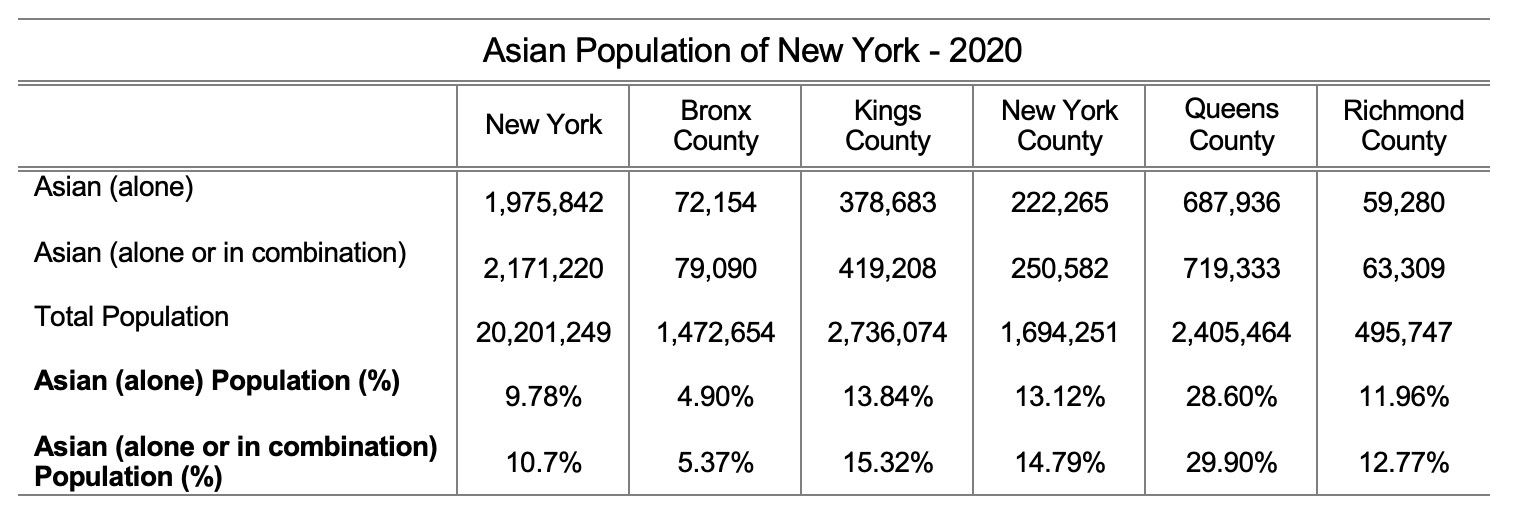 Asian Population of New York - 2020
New York
Bronx
County
Kings
County
New York
County
Queens
County
Richmond
County
Asian (alone)
1,975,842 72,154 378,683 222,265 687,936 59,280
Asian (alone or in combination)
2,171,220 79,090 419,208 250,582 719,333 63,309
Total Population
20,201,249 1,472,654 2,736,074 1,694,251 2,405,464 495,747
Asian (alone) Population (%)
9.78% 4.90% 13.84% 13.12% 28.60% 11.96%
Asian (alone or in combination)
Population (%)
10.7% 5.37% 15.32% 14.79% 29.90% 12.77%